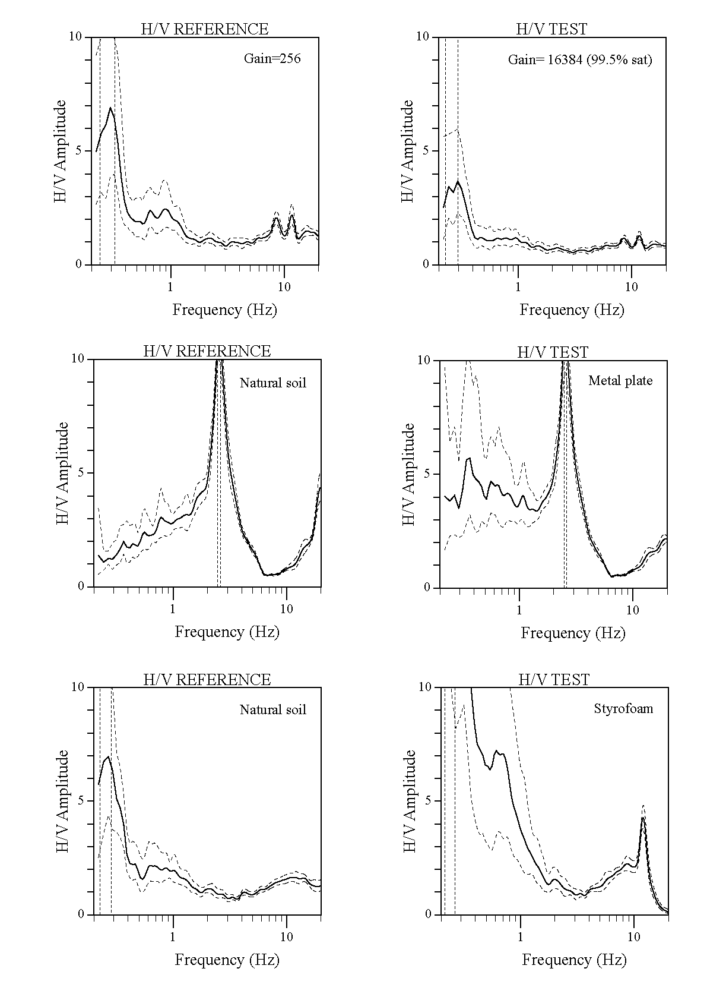 H/V REFERENCE
10
Gain=256
5
H/V Amplitude
0
1
10
Frequency (Hz)
H/V TEST
10
Gain= 16384 (99.5% sat)
5
H/V Amplitude
0
1
10
Frequency (Hz)
H/V REFERENCE
10
Natural soil
5
H/V Amplitude
0
1
10
Frequency (Hz)
H/V TEST
10
Metal plate
5
H/V Amplitude
0
1
10
Frequency (Hz)
H/V REFERENCE
10
Natural soil
5
H/V Amplitude
0
1
10
Frequency (Hz)
H/V TEST
10
Styrofoam
5
H/V Amplitude
0
1
10
Frequency (Hz)